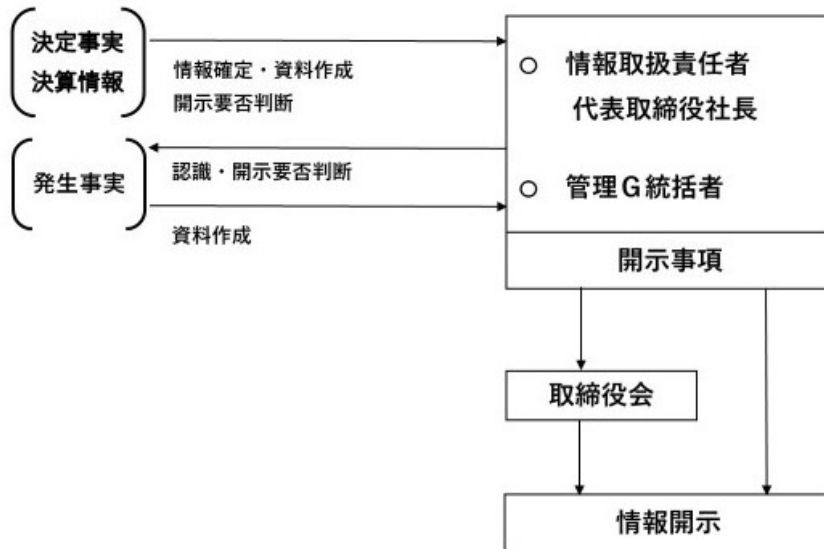 決定事実
決算情報
情報確定・資料作成
開示要否判断
発生事実
認識・開示要否判断
資料作成
○ 情報取扱責任者
代表取締役社長
○ 管理G統括者
開示事項
取締役会
情報開示